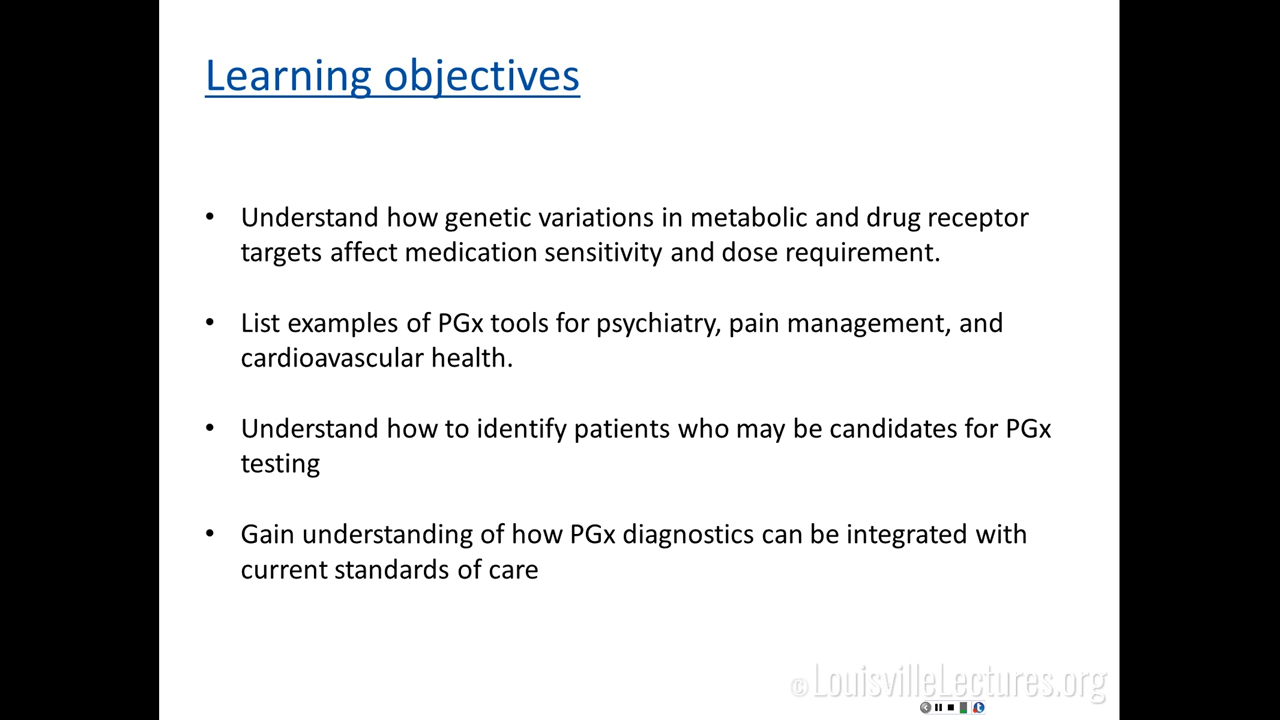 Learning objectives
• Understand how genetic variations in metabolic and drug receptor
targets affect medication sensitivity and dose requirement.
• List examples of PGx tools for psychiatry, pain management, and
cardioavascular health.
• Understand how to identify patients who may be candidates for PGx
testing
• Gain understanding of how PGx diagnostics can be integrated with
current standards of care
© LouisvilleLectures.org